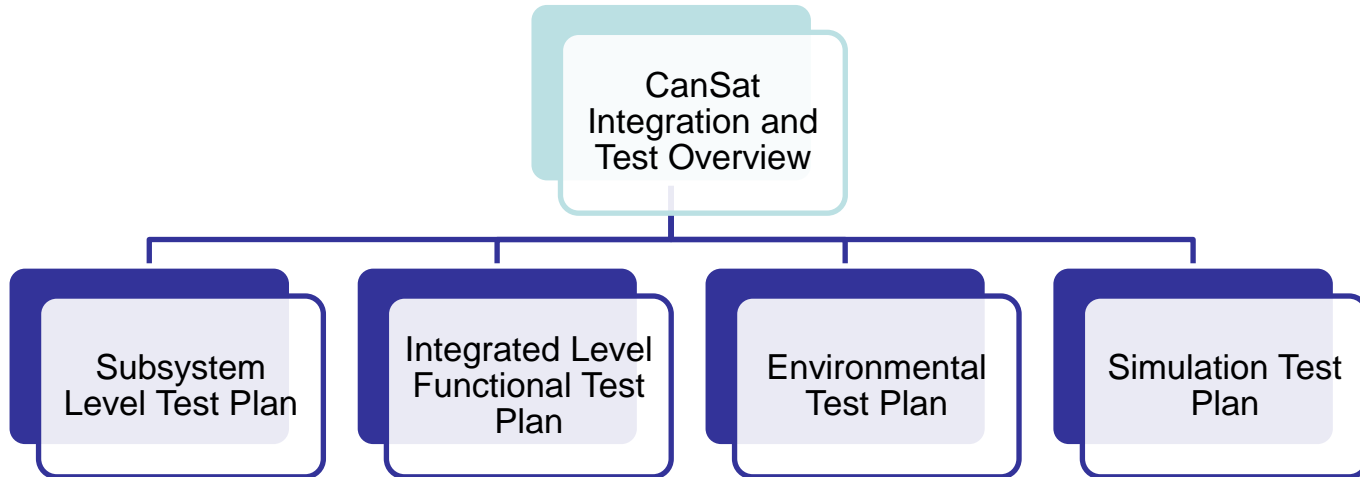 CanSat
Integration and
Test Overview
Subsystem
Level Test Plan
Integrated Level
Functional Test
Plan
Environmental
Test Plan
Simulation Test
Plan